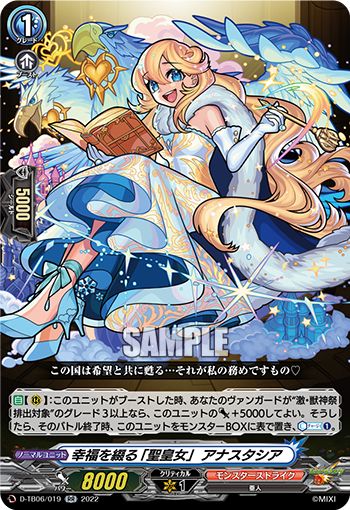 1
グレード
ブースト
5000
シールド
SAMPLE
この国は希望と共に甦る…それが私の務めですもの♡
自【R】:このユニットがブーストした時、あなたのヴァンガードが“激・獣神祭
排出対象”のグレード3以上なら、このユニットの+5000してよい。そうし
たら、そのバトル終了時、このユニットをモンスターBOXに表で置き、
ノーマルユニット
幸福を綴る「聖皇女」 アナスタシア
パワー
8000
クリティカル
1
モンスターストライク
亜人
D-TB06/019 RR 2022
©MIXI